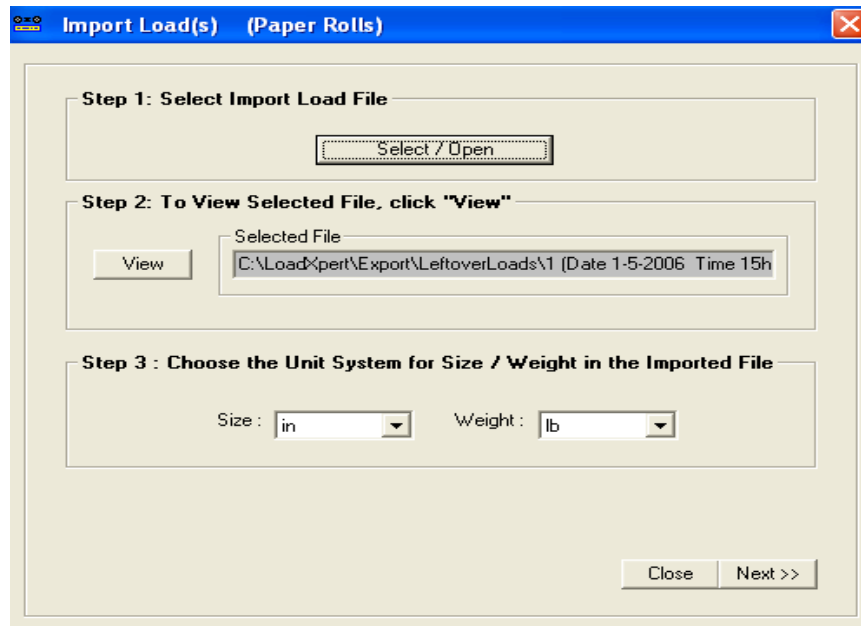 Import Load(s) (Paper Rolls)
Step 1: Select Import Load File
Select / Open
Step 2: To View Selected File, click "View"
Selected File
View C:\LoadXpert\Export\LeftoverLoads\1 (Date 1-5-2006 Time 15h
Step 3 : Choose the Unit System for Size / Weight in the Imported File
Size : in Weight : lb
Close Next >>